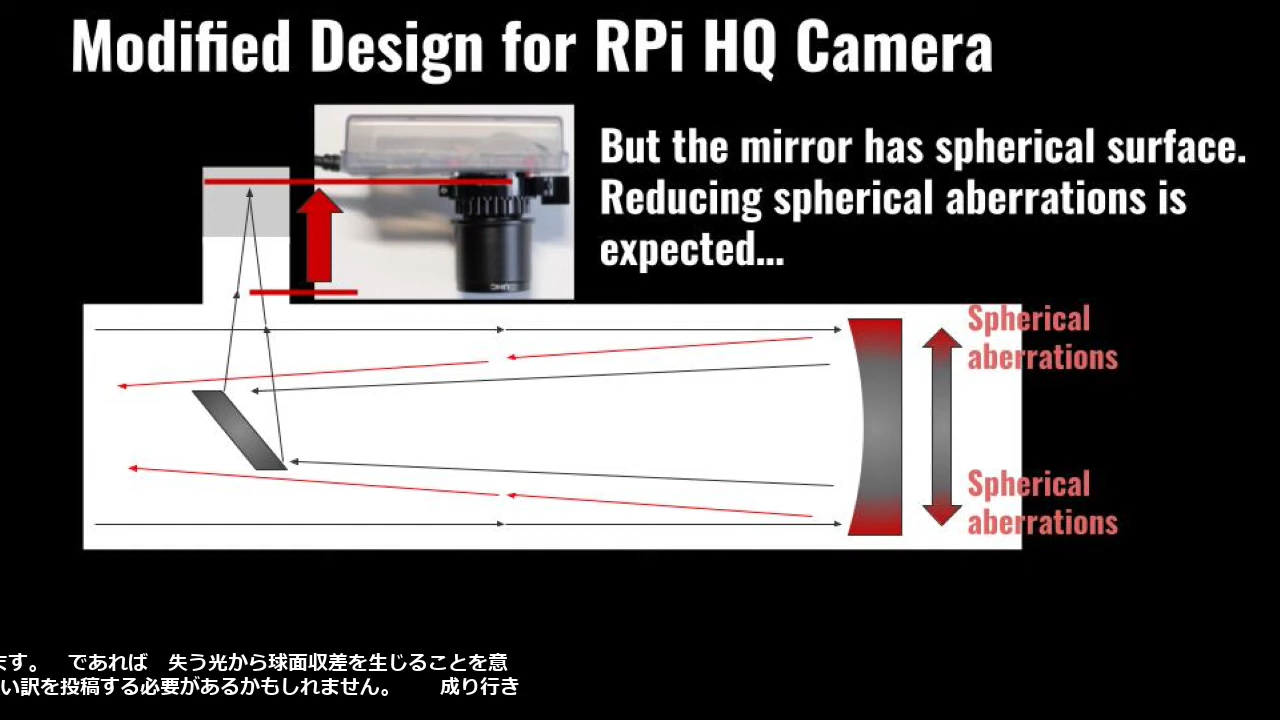 Modified Design for RPi HQ Camera
But the mirror has spherical surface.
Reducing spherical aberrations is
expected...
Spherical
aberrations
Spherical
aberrations
ます。　であれば　失う光から球面収差を生じることを意
い訳を投稿する必要があるかもしれません。　　成り行き